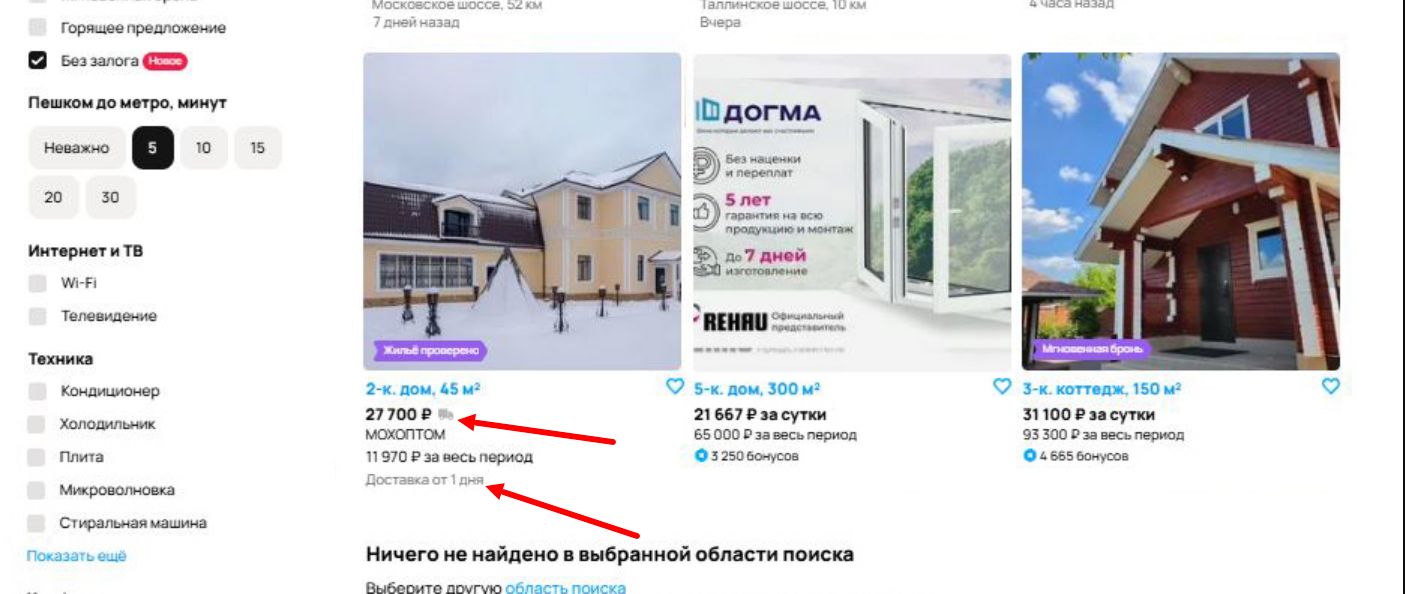 Московское шоссе, 52 км
7 дней назад
Таллинское шоссе, 10 км
Вчера
4 часа назад
Горящее предложение
Без залога Новое
Пешком до метро, минут
Неважно 5 10 15
20 30
Интернет и ТВ
Wi-Fi
Телевидение
Техника
Кондиционер
Холодильник
Плита
Микроволновка
Стиральная машина
Показать ещё
Жильё проверено
2-к. дом, 45 м²
27 700 ₽
МОХОПТОМ
11 970 ₽ за весь период
Доставка от 1 дня
ДОГМА
Без наценки
и переплат
5 лет
гарантия на всю
продукцию и монтаж
До 7 дней
изготовление
REHAU Официальный
представитель
5-к. дом, 300 м²
21 667 ₽ за сутки
65 000 ₽ за весь период
3 250 бонусов
Мгновенная бронь
3-к. коттедж, 150 м²
31 100 ₽ за сутки
93 300 ₽ за весь период
4 665 бонусов
Ничего не найдено в выбранной области поиска
Выберите другую область поиска